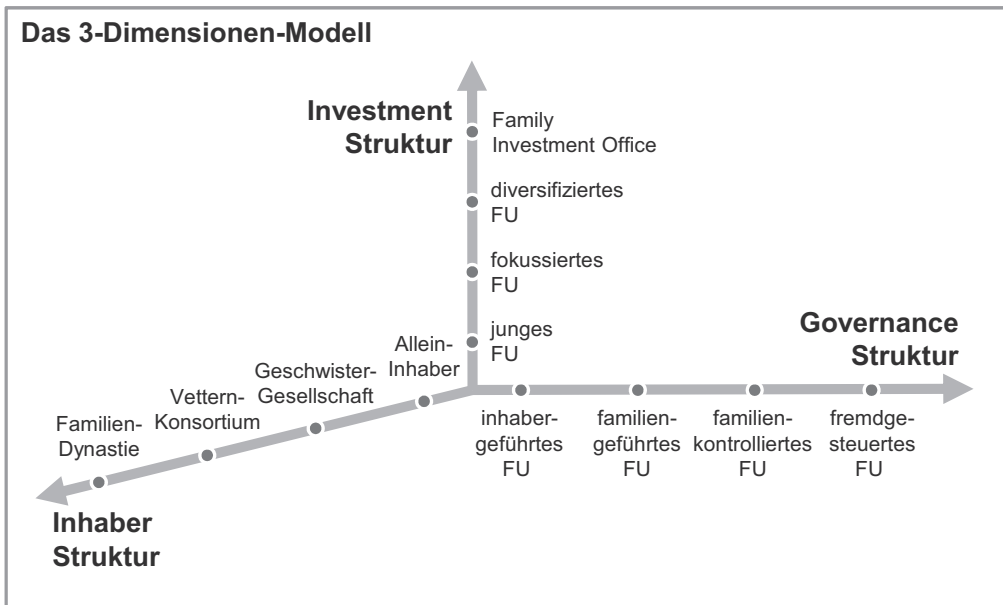 Das 3-Dimensionen-Modell
Investment
Struktur
Family
Investment Office
diversifiziertes
FU
fokussiertes
FU
junges
FU
Governance
Struktur
Allein-
Inhaber
Geschwister-
Gesellschaft
Vettern-
Konsortium
Familien-
Dynastie
inhaber-
geführtes
FU
familien-
geführtes
FU
familien-
kontrolliertes
FU
fremdge-
steuertes
FU
Inhaber
Struktur